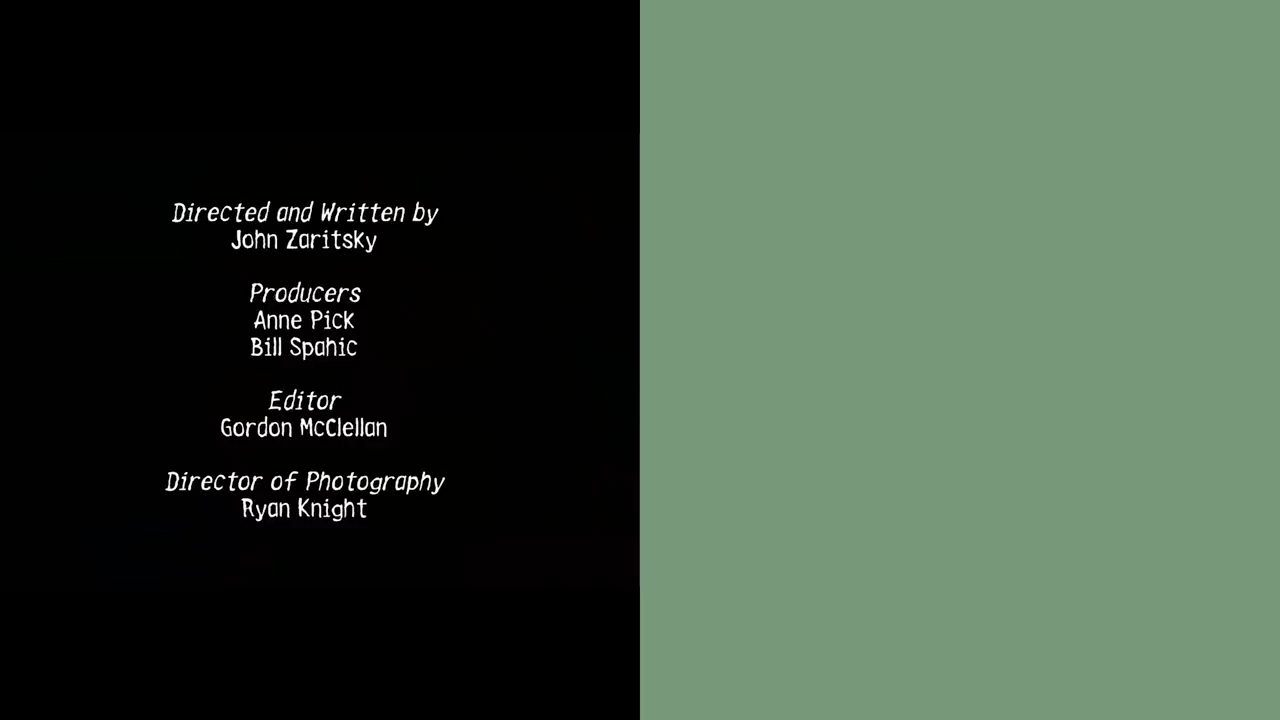 Directed and Written by
John Zaritsky
Producers
Anne Pick
Bill Spahic
Editor
Gordon McClellan
Director of Photography
Ryan Knight